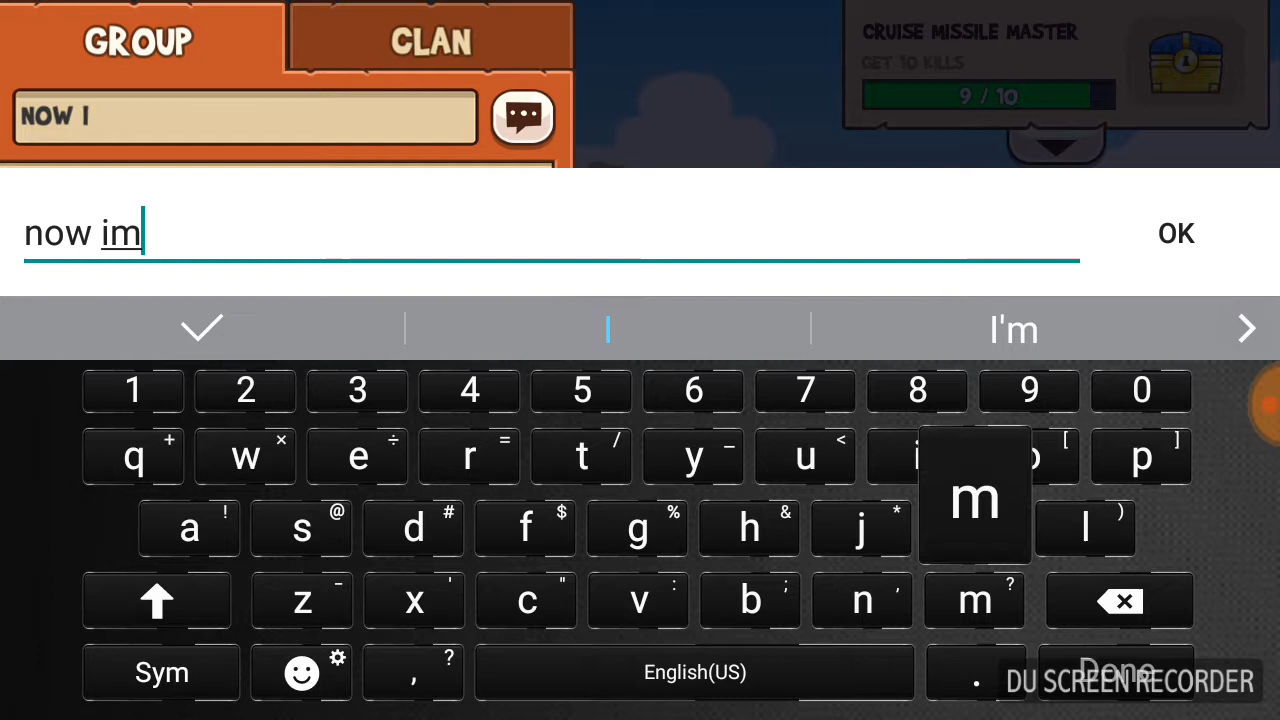 GROUP
CLAN
CRUISE MISSILE MASTER
GET 10 KILLS
9 / 10
NOW I
now im
OK
I I'm
1 2 3 4 5 6 7 8 9 0
q + w × e ÷ r = t / y _ u < i o [ p ]
a ! s @ d # f $ g % h & j * m l )
z - x ' c " v : b ; n , m ?
Sym , ? English(US) . Done
DU SCREEN RECORDER